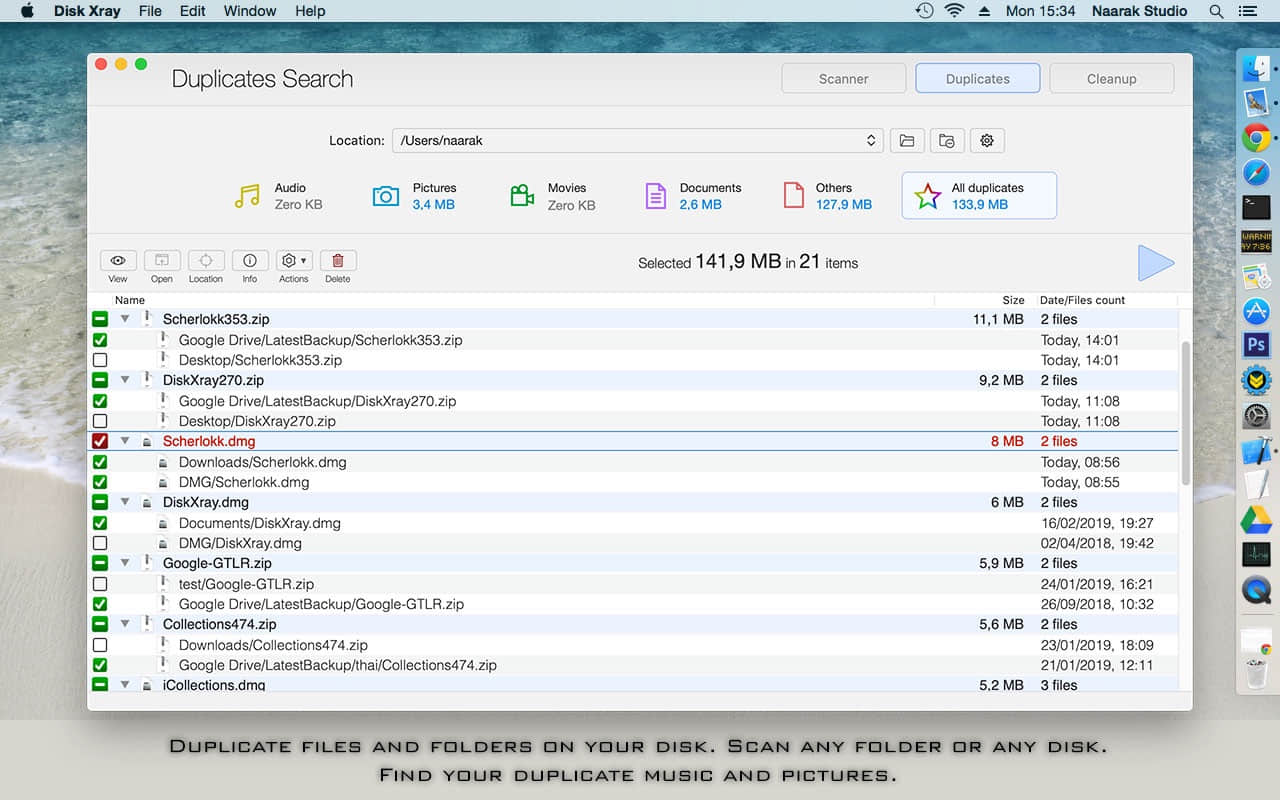 Disk Xray File Edit Window Help Mon 15:34 Naarak Studio
Duplicates Search Scanner Duplicates Cleanup
Location: /Users/naarak
Audio Pictures Movies Documents Others All duplicates
Zero KB 3,4 MB Zero KB 2,6 MB 127,9 MB 133,9 MB
Selected 141,9 MB in 21 items
View Open Location Info Actions Delete
Name Size Date/Files count
Scherlokk353.zip 11,1 MB 2 files
Google Drive/LatestBackup/Scherlokk353.zip Today, 14:01
Desktop/Scherlokk353.zip Today, 14:01
DiskXray270.zip 9,2 MB 2 files
Google Drive/LatestBackup/DiskXray270.zip Today, 11:08
Desktop/DiskXray270.zip Today, 11:08
Scherlokk.dmg 8 MB 2 files
Downloads/Scherlokk.dmg Today, 08:56
DMG/Scherlokk.dmg Today, 08:55
DiskXray.dmg 6 MB 2 files
Documents/DiskXray.dmg 16/02/2019, 19:27
DMG/DiskXray.dmg 02/04/2018, 19:42
Google-GTLR.zip 5,9 MB 2 files
test/Google-GTLR.zip 24/01/2019, 16:21
Google Drive/LatestBackup/Google-GTLR.zip 26/09/2018, 10:32
Collections474.zip 5,6 MB 2 files
Downloads/Collections474.zip 23/01/2019, 18:09
Google Drive/LatestBackup/thai/Collections474.zip 21/01/2019, 12:11
iCollections.dmg 5,2 MB 3 files
WARNIN
AY 7:36
Ps
Duplicate files and folders on your disk. Scan any folder or any disk.
Find your duplicate music and pictures.